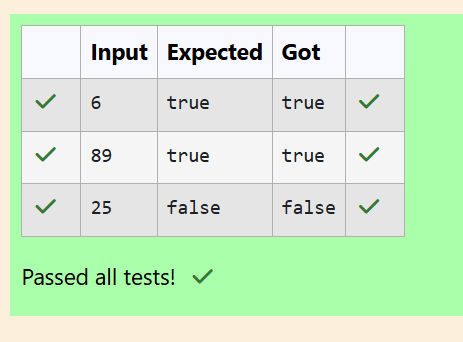 Input Expected Got
6 true true
89 true true
25 false false
Passed all tests!